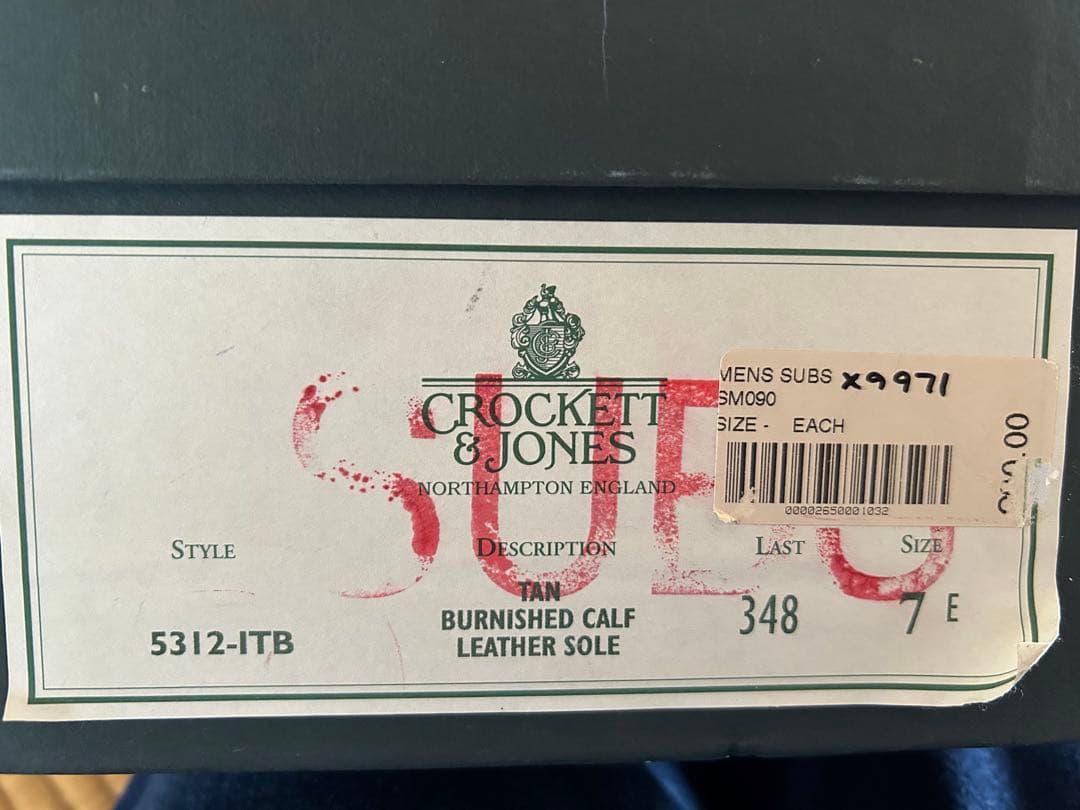 CROCKETT
& JONES
NORTHAMPTON ENGLAND
MENS SUBS X9971
SM090
SIZE - EACH
00002650001032
SUBS
STYLE
DESCRIPTION
LAST
SIZE
5312-ITB
TAN
BURNISHED CALF
LEATHER SOLE
348
7 E